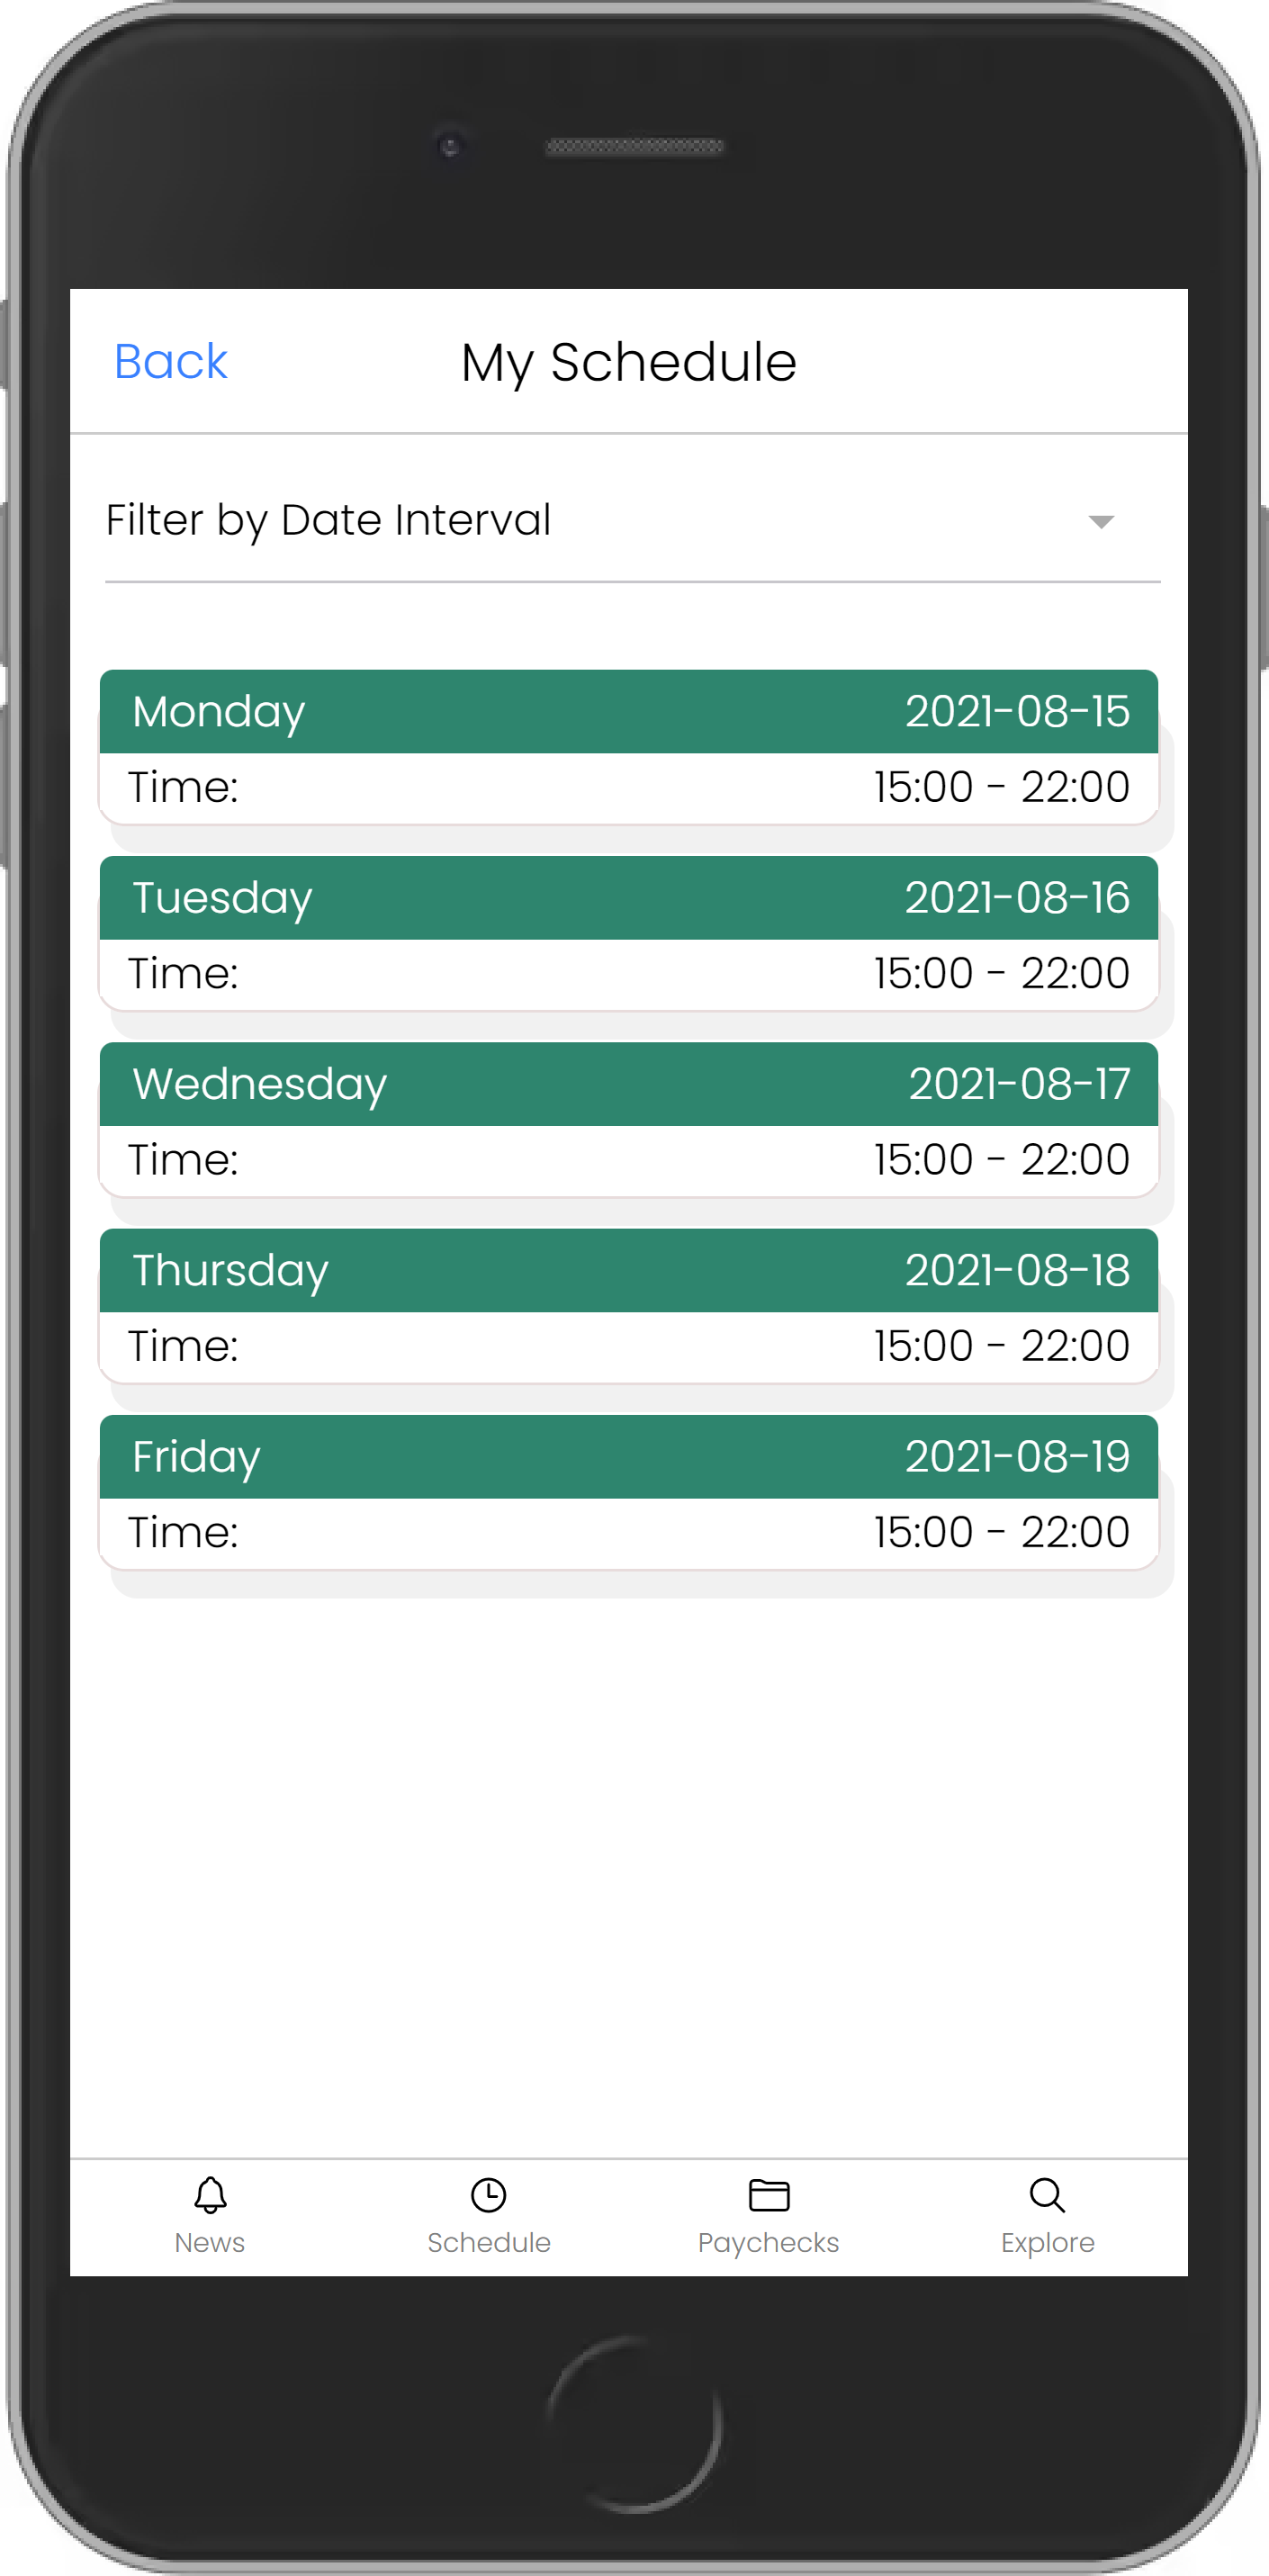 Back My Schedule
Filter by Date Interval
Monday 2021-08-15
Time: 15:00 - 22:00
Tuesday 2021-08-16
Time: 15:00 - 22:00
Wednesday 2021-08-17
Time: 15:00 - 22:00
Thursday 2021-08-18
Time: 15:00 - 22:00
Friday 2021-08-19
Time: 15:00 - 22:00
News Schedule Paychecks Explore